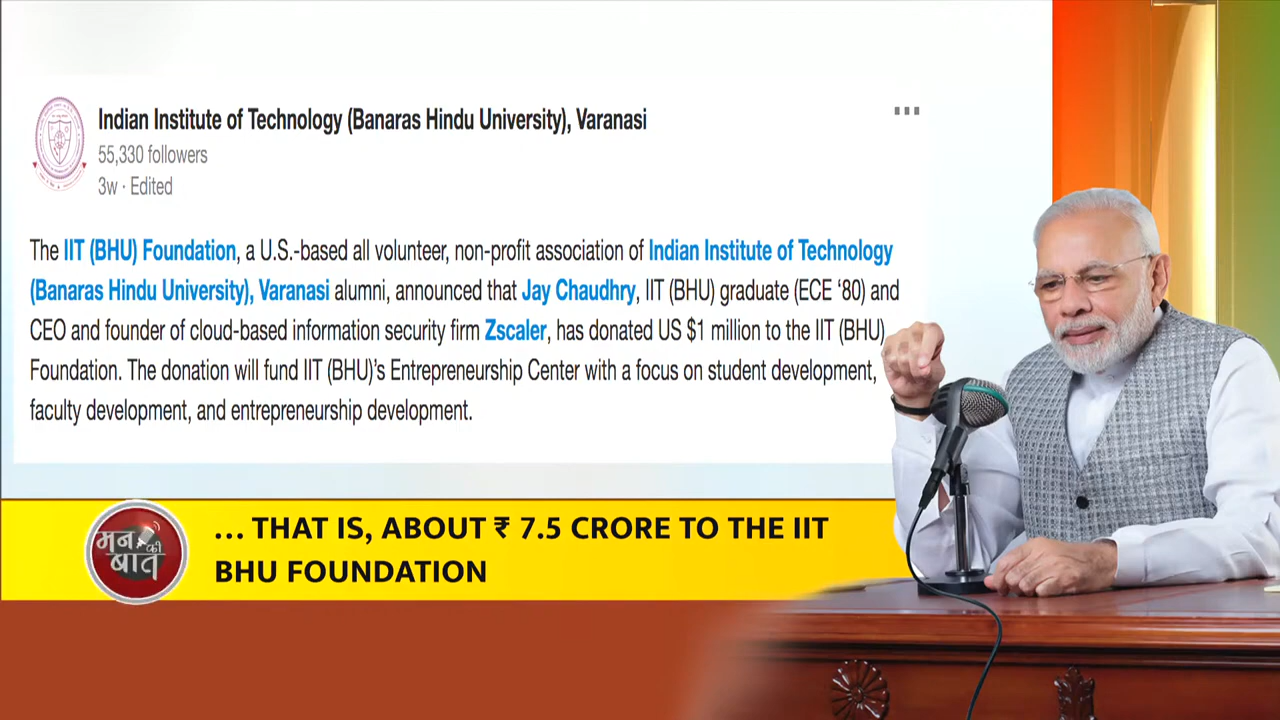 Indian Institute of Technology (Banaras Hindu University), Varanasi
55,330 followers
3w · Edited
The IIT (BHU) Foundation, a U.S.-based all volunteer, non-profit association of Indian Institute of Technology
(Banaras Hindu University), Varanasi alumni, announced that Jay Chaudhry, IIT (BHU) graduate (ECE ‘80) and
CEO and founder of cloud-based information security firm Zscaler, has donated US $1 million to the IIT (BHU)
Foundation. The donation will fund IIT (BHU)’s Entrepreneurship Center with a focus on student development,
faculty development, and entrepreneurship development.
मन
की
बात
... THAT IS, ABOUT ₹ 7.5 CRORE TO THE IIT
BHU FOUNDATION